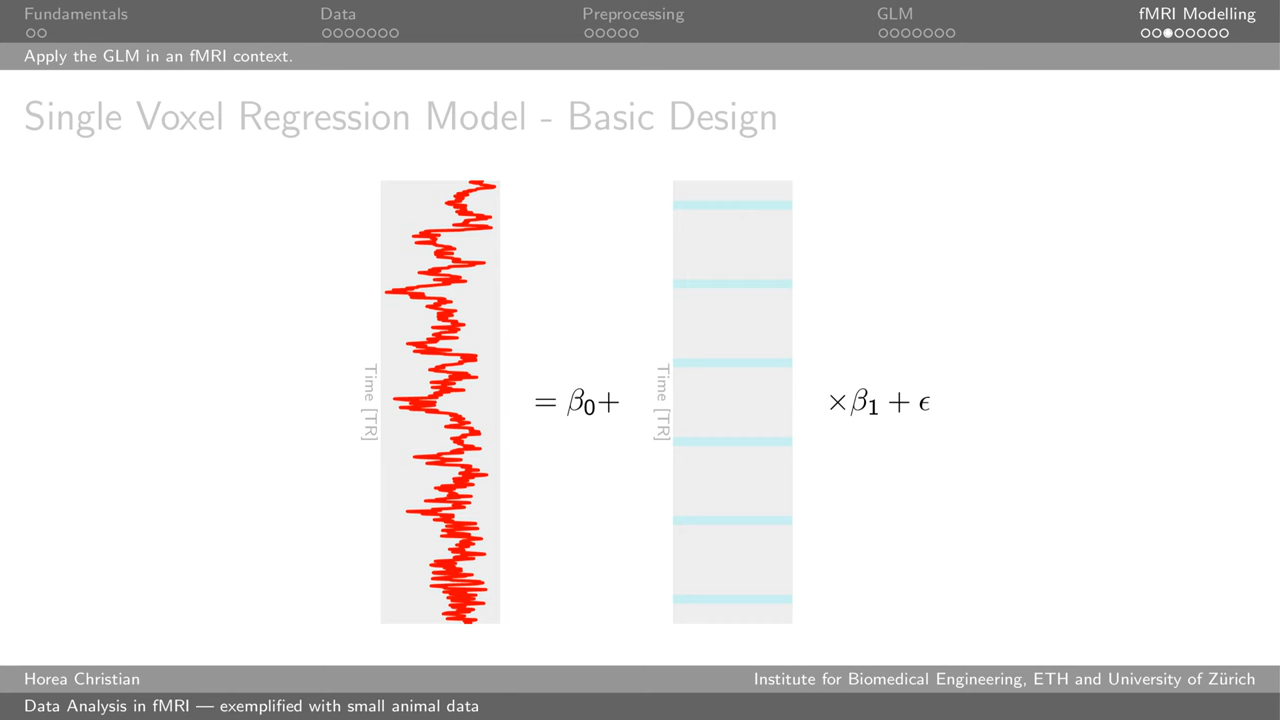 Fundamentals
Data
Preprocessing
GLM
fMRI Modelling
Apply the GLM in an fMRI context.
Single Voxel Regression Model - Basic Design
Time [TR]
= β₀+
Time [TR]
×β₁ + ϵ
Horea Christian
Institute for Biomedical Engineering, ETH and University of Zürich
Data Analysis in fMRI — exemplified with small animal data